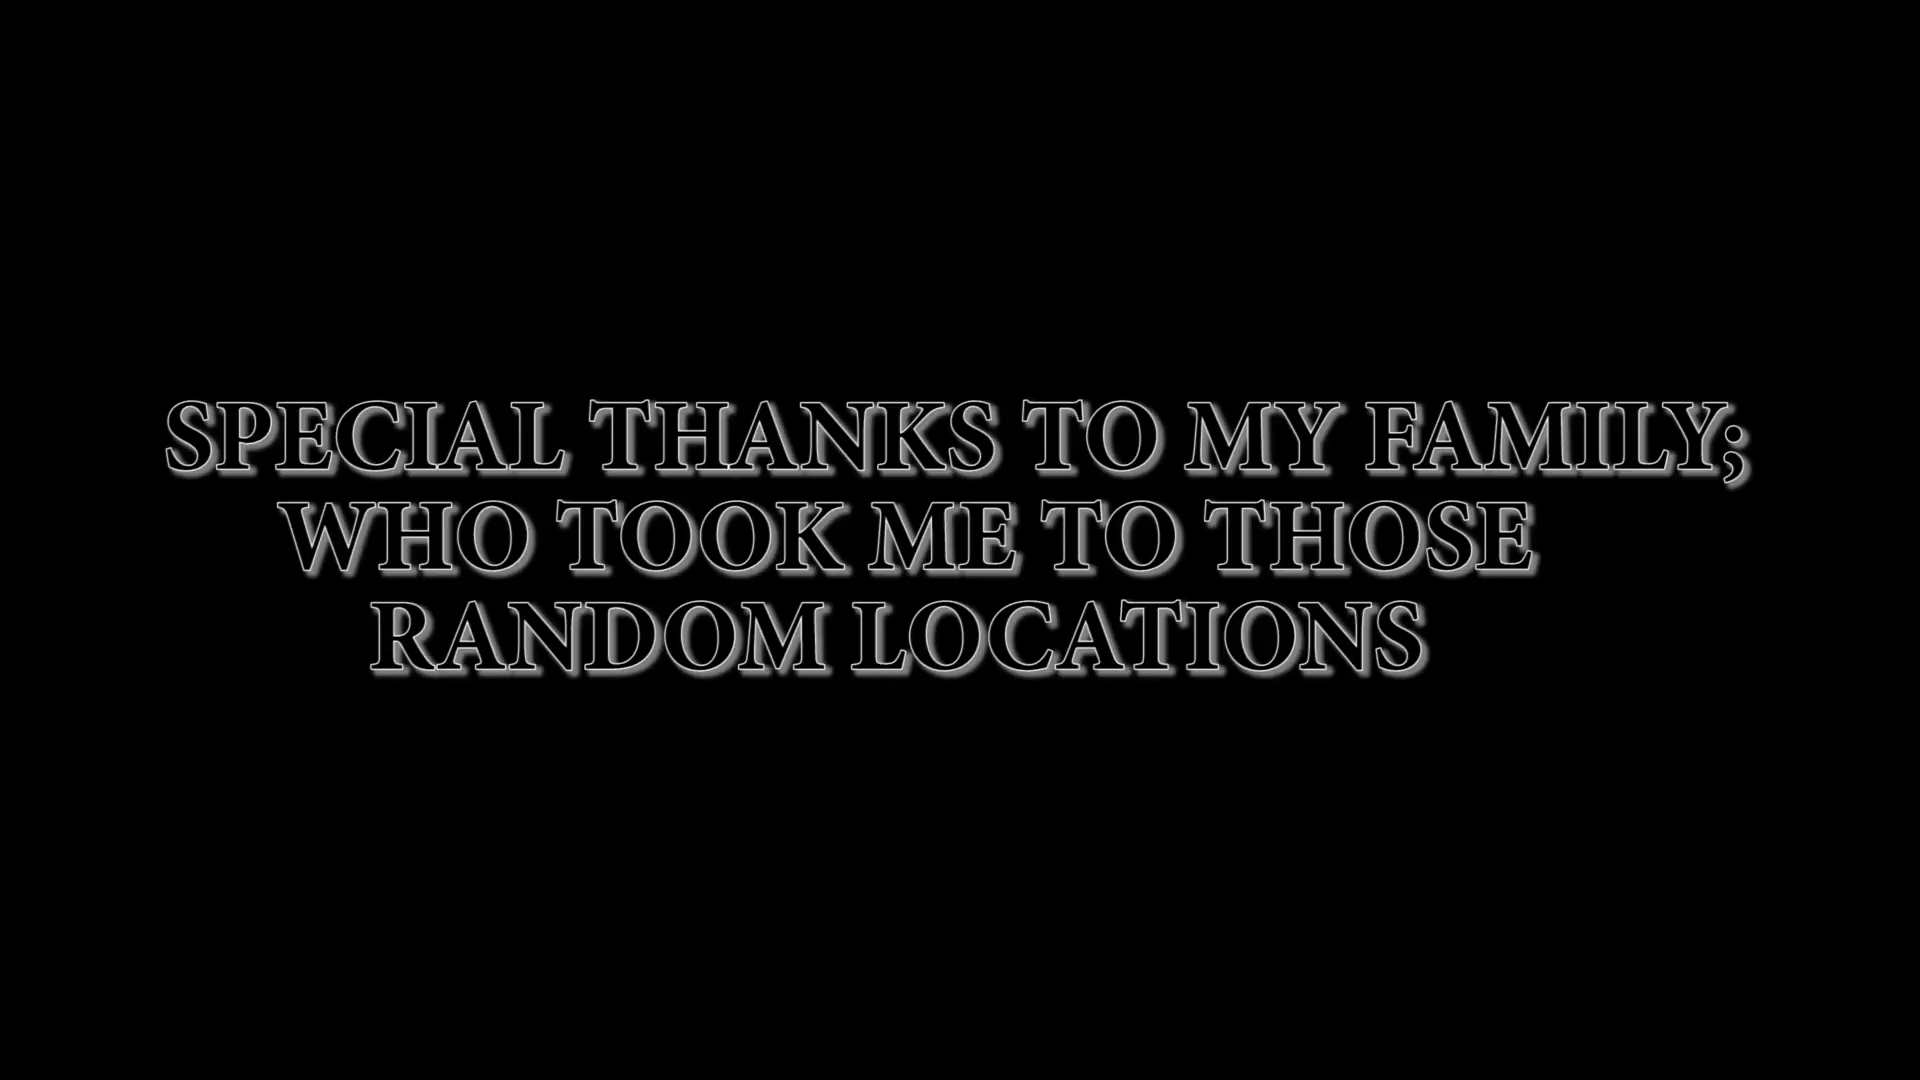 SPECIAL THANKS TO MY FAMILY;
WHO TOOK ME TO THOSE
RANDOM LOCATIONS